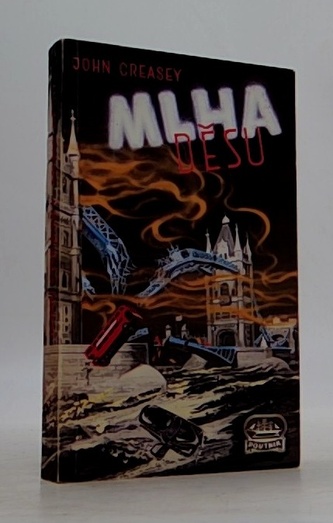 JOHN CREASEY
MLHA
DĚSU
POUTNÍK